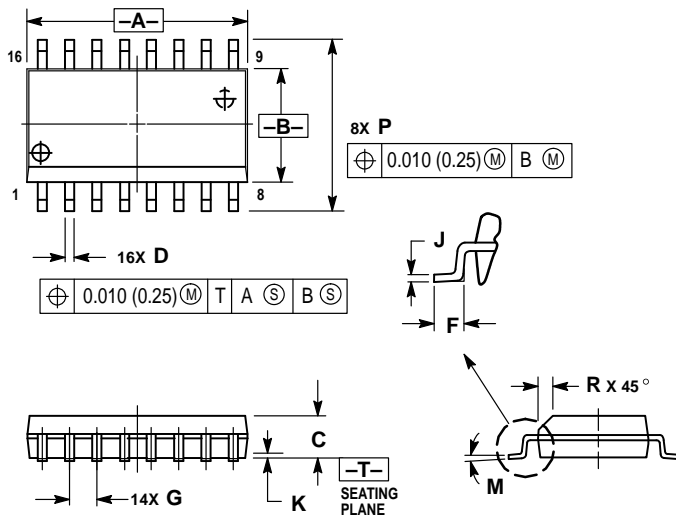 –A–
16
9
–B–
8X P
⌖ 0.010 (0.25) Ⓜ B Ⓜ
1
8
16X D
⌖ 0.010 (0.25) Ⓜ T A Ⓢ B Ⓢ
J
F
C
K
14X G
–T–
SEATING
PLANE
R X 45°
M